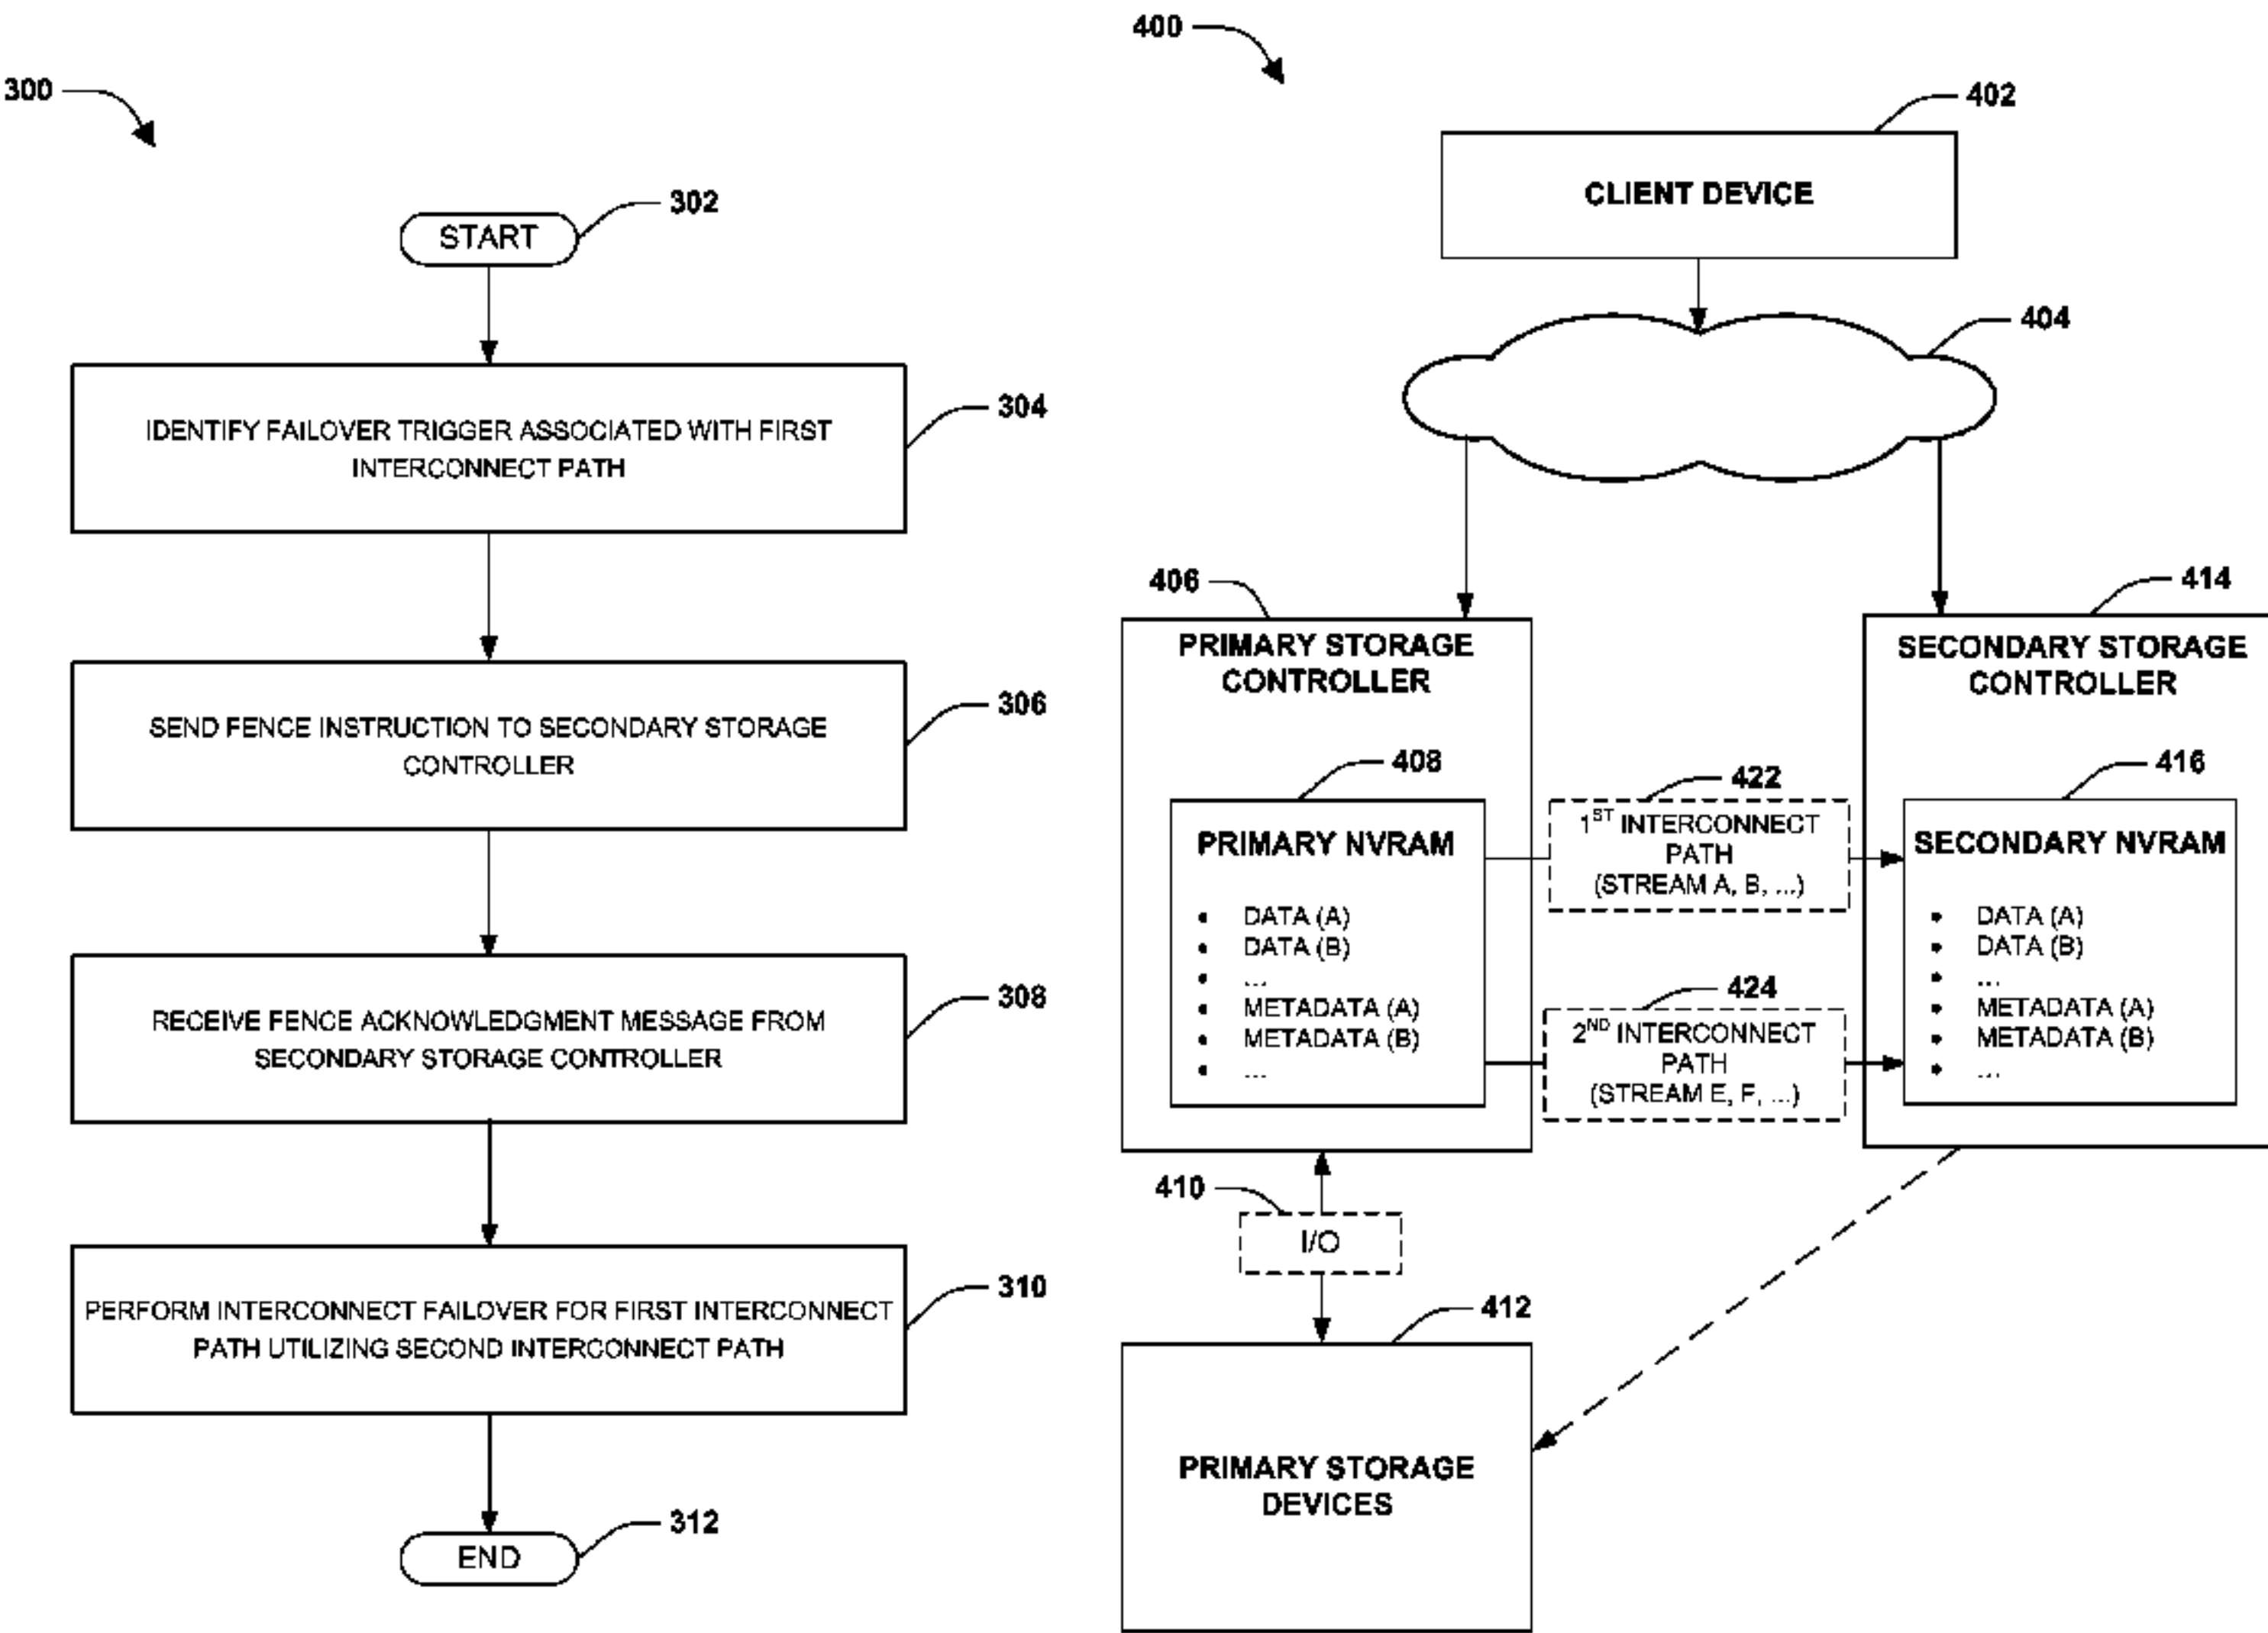 300
302
START
304
IDENTIFY FAILOVER TRIGGER ASSOCIATED WITH FIRST
INTERCONNECT PATH
306
SEND FENCE INSTRUCTION TO SECONDARY STORAGE
CONTROLLER
308
RECEIVE FENCE ACKNOWLEDGMENT MESSAGE FROM
SECONDARY STORAGE CONTROLLER
310
PERFORM INTERCONNECT FAILOVER FOR FIRST INTERCONNECT
PATH UTILIZING SECOND INTERCONNECT PATH
312
END
400
402
CLIENT DEVICE
404
406
PRIMARY STORAGE
CONTROLLER
408
PRIMARY NVRAM
• DATA (A)
• DATA (B)
• ...
• METADATA (A)
• METADATA (B)
• ...
422
1ST INTERCONNECT
PATH
(STREAM A, B, ...)
424
2ND INTERCONNECT
PATH
(STREAM E, F, ...)
414
SECONDARY STORAGE
CONTROLLER
416
SECONDARY NVRAM
• DATA (A)
• DATA (B)
• ...
• METADATA (A)
• METADATA (B)
• ...
410
I/O
412
PRIMARY STORAGE
DEVICES